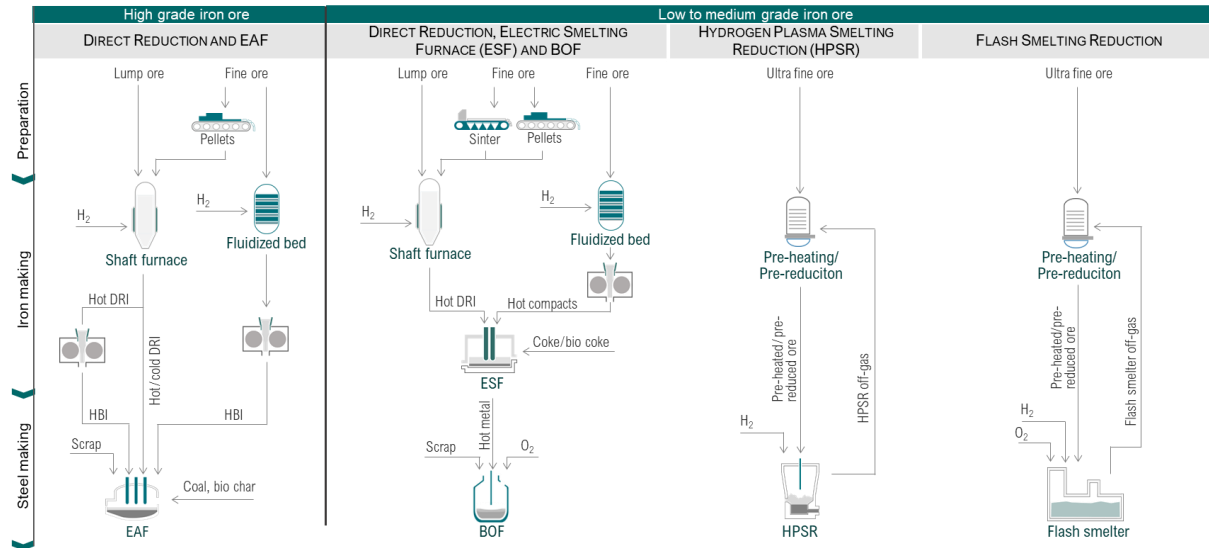 High grade iron ore
Low to medium grade iron ore
DIRECT REDUCTION AND EAF
DIRECT REDUCTION, ELECTRIC SMELTING
FURNACE (ESF) AND BOF
HYDROGEN PLASMA SMELTING
REDUCTION (HPSR)
FLASH SMELTING REDUCTION
Preparation
Iron making
Steel making
Lump ore
Fine ore
Pellets
H2
H2
Shaft furnace
Fluidized bed
Hot DRI
Hot/cold DRI
HBI
HBI
Scrap
Coal, bio char
EAF
Lump ore
Fine ore
Fine ore
Sinter
Pellets
H2
H2
Shaft furnace
Fluidized bed
Hot DRI
Hot compacts
Coke/bio coke
ESF
Hot metal
Scrap
O2
BOF
Ultra fine ore
Pre-heating/
Pre-reduciton
Pre-heated/pre-
reduced ore
HPSR off-gas
H2
HPSR
Ultra fine ore
Pre-heating/
Pre-reduciton
Pre-heated/pre-
reduced ore
Flash smelter off-gas
H2
O2
Flash smelter